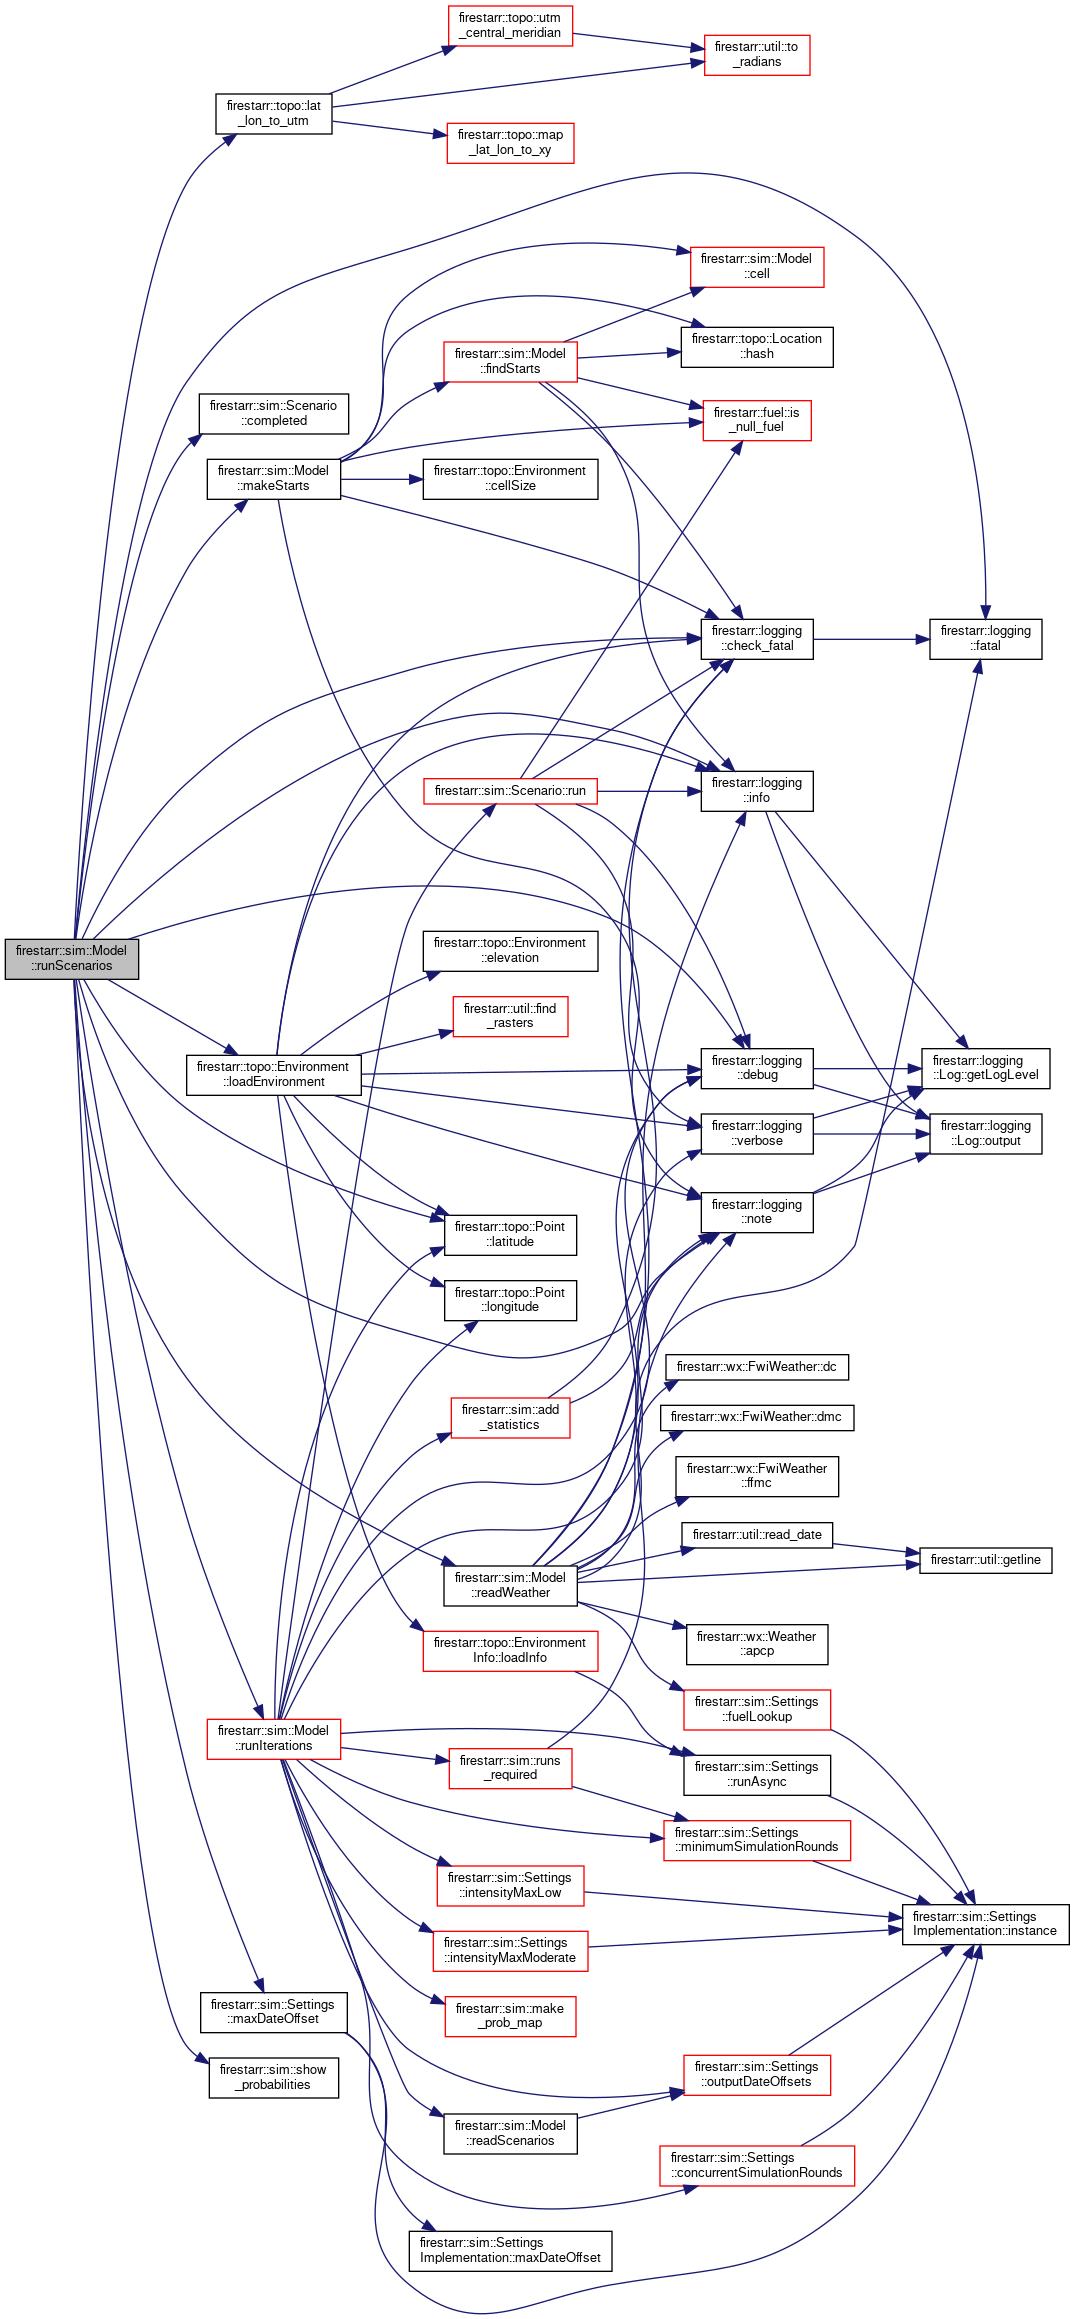 firestarr::topo::utm
_central_meridian
firestarr::util::to
_radians
firestarr::topo::lat
_lon_to_utm
firestarr::topo::map
_lat_lon_to_xy
firestarr::sim::Model
::cell
firestarr::topo::Location
::hash
firestarr::sim::Model
::findStarts
firestarr::sim::Scenario
::completed
firestarr::fuel::is
_null_fuel
firestarr::sim::Model
::makeStarts
firestarr::topo::Environment
::cellSize
firestarr::logging
::check_fatal
firestarr::logging
::fatal
firestarr::sim::Scenario::run
firestarr::logging
::info
firestarr::sim::Model
::runScenarios
firestarr::topo::Environment
::elevation
firestarr::util::find
_rasters
firestarr::topo::Environment
::loadEnvironment
firestarr::logging
::debug
firestarr::logging
::Log::getLogLevel
firestarr::logging
::verbose
firestarr::logging
::Log::output
firestarr::logging
::note
firestarr::topo::Point
::latitude
firestarr::topo::Point
::longitude
firestarr::wx::FwiWeather::dc
firestarr::sim::add
_statistics
firestarr::wx::FwiWeather::dmc
firestarr::wx::FwiWeather
::ffmc
firestarr::util::read_date
firestarr::util::getline
firestarr::sim::Model
::readWeather
firestarr::wx::Weather
::apcp
firestarr::topo::Environment
Info::loadInfo
firestarr::sim::Settings
::fuelLookup
firestarr::sim::Model
::runIterations
firestarr::sim::runs
_required
firestarr::sim::Settings
::runAsync
firestarr::sim::Settings
::minimumSimulationRounds
firestarr::sim::Settings
::intensityMaxLow
firestarr::sim::Settings
Implementation::instance
firestarr::sim::Settings
::intensityMaxModerate
firestarr::sim::Settings
::maxDateOffset
firestarr::sim::make
_prob_map
firestarr::sim::show
_probabilities
firestarr::sim::Settings
::outputDateOffsets
firestarr::sim::Model
::readScenarios
firestarr::sim::Settings
::concurrentSimulationRounds
firestarr::sim::Settings
Implementation::maxDateOffset